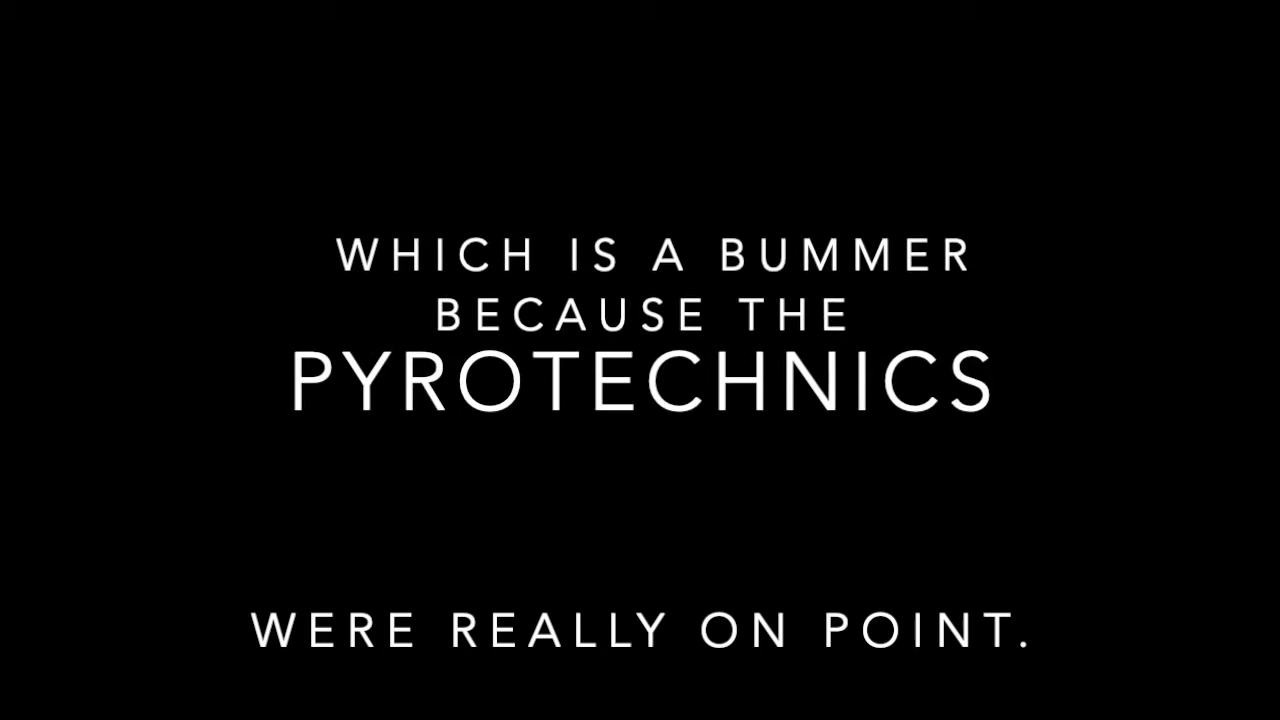 WHICH IS A BUMMER
BECAUSE THE
PYROTECHNICS
WERE REALLY ON POINT.